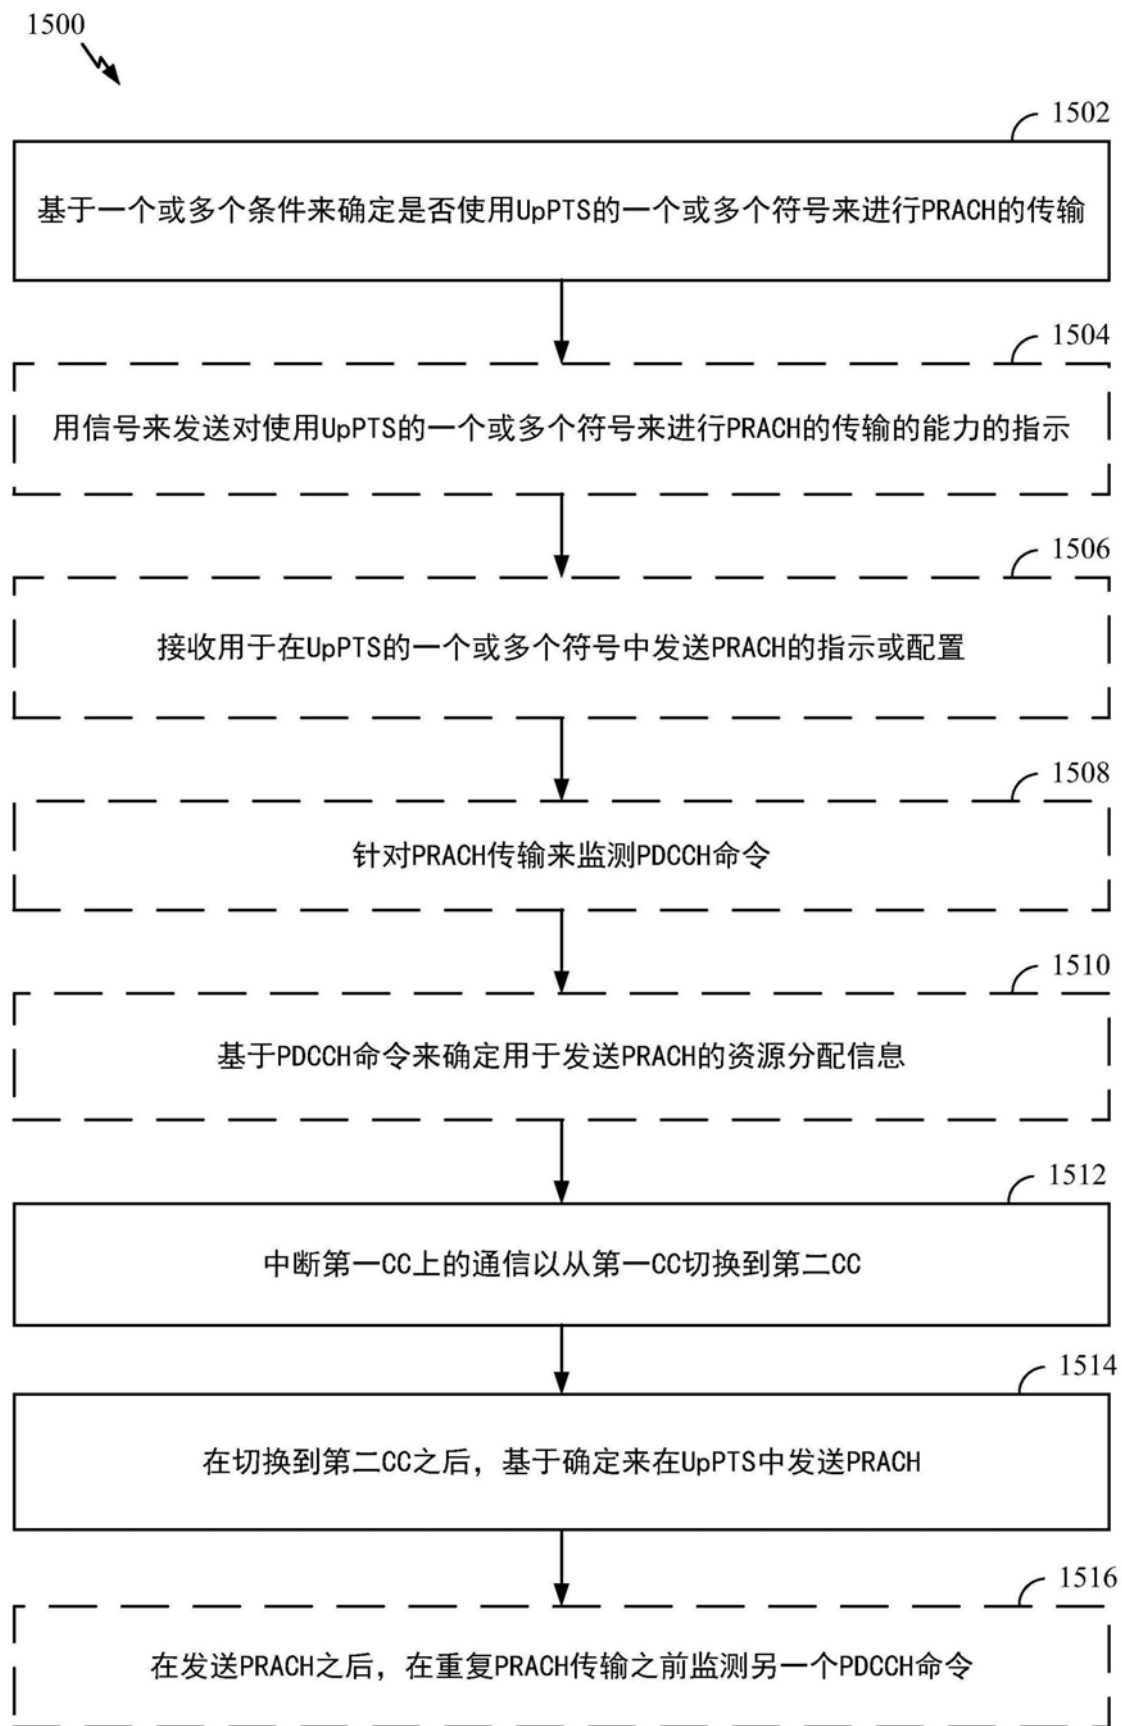 1500
1502
基于一个或多个条件来确定是否使用UpPTS的一个或多个符号来进行PRACH的传输
1504
用信号来发送对使用UpPTS的一个或多个符号来进行PRACH的传输的能力的指示
1506
接收用于在UpPTS的一个或多个符号中发送PRACH的指示或配置
1508
针对PRACH传输来监测PDCCH命令
1510
基于PDCCH命令来确定用于发送PRACH的资源分配信息
1512
中断第一CC上的通信以从第一CC切换到第二CC
1514
在切换到第二CC之后，基于确定来在UpPTS中发送PRACH
1516
在发送PRACH之后，在重复PRACH传输之前监测另一个PDCCH命令